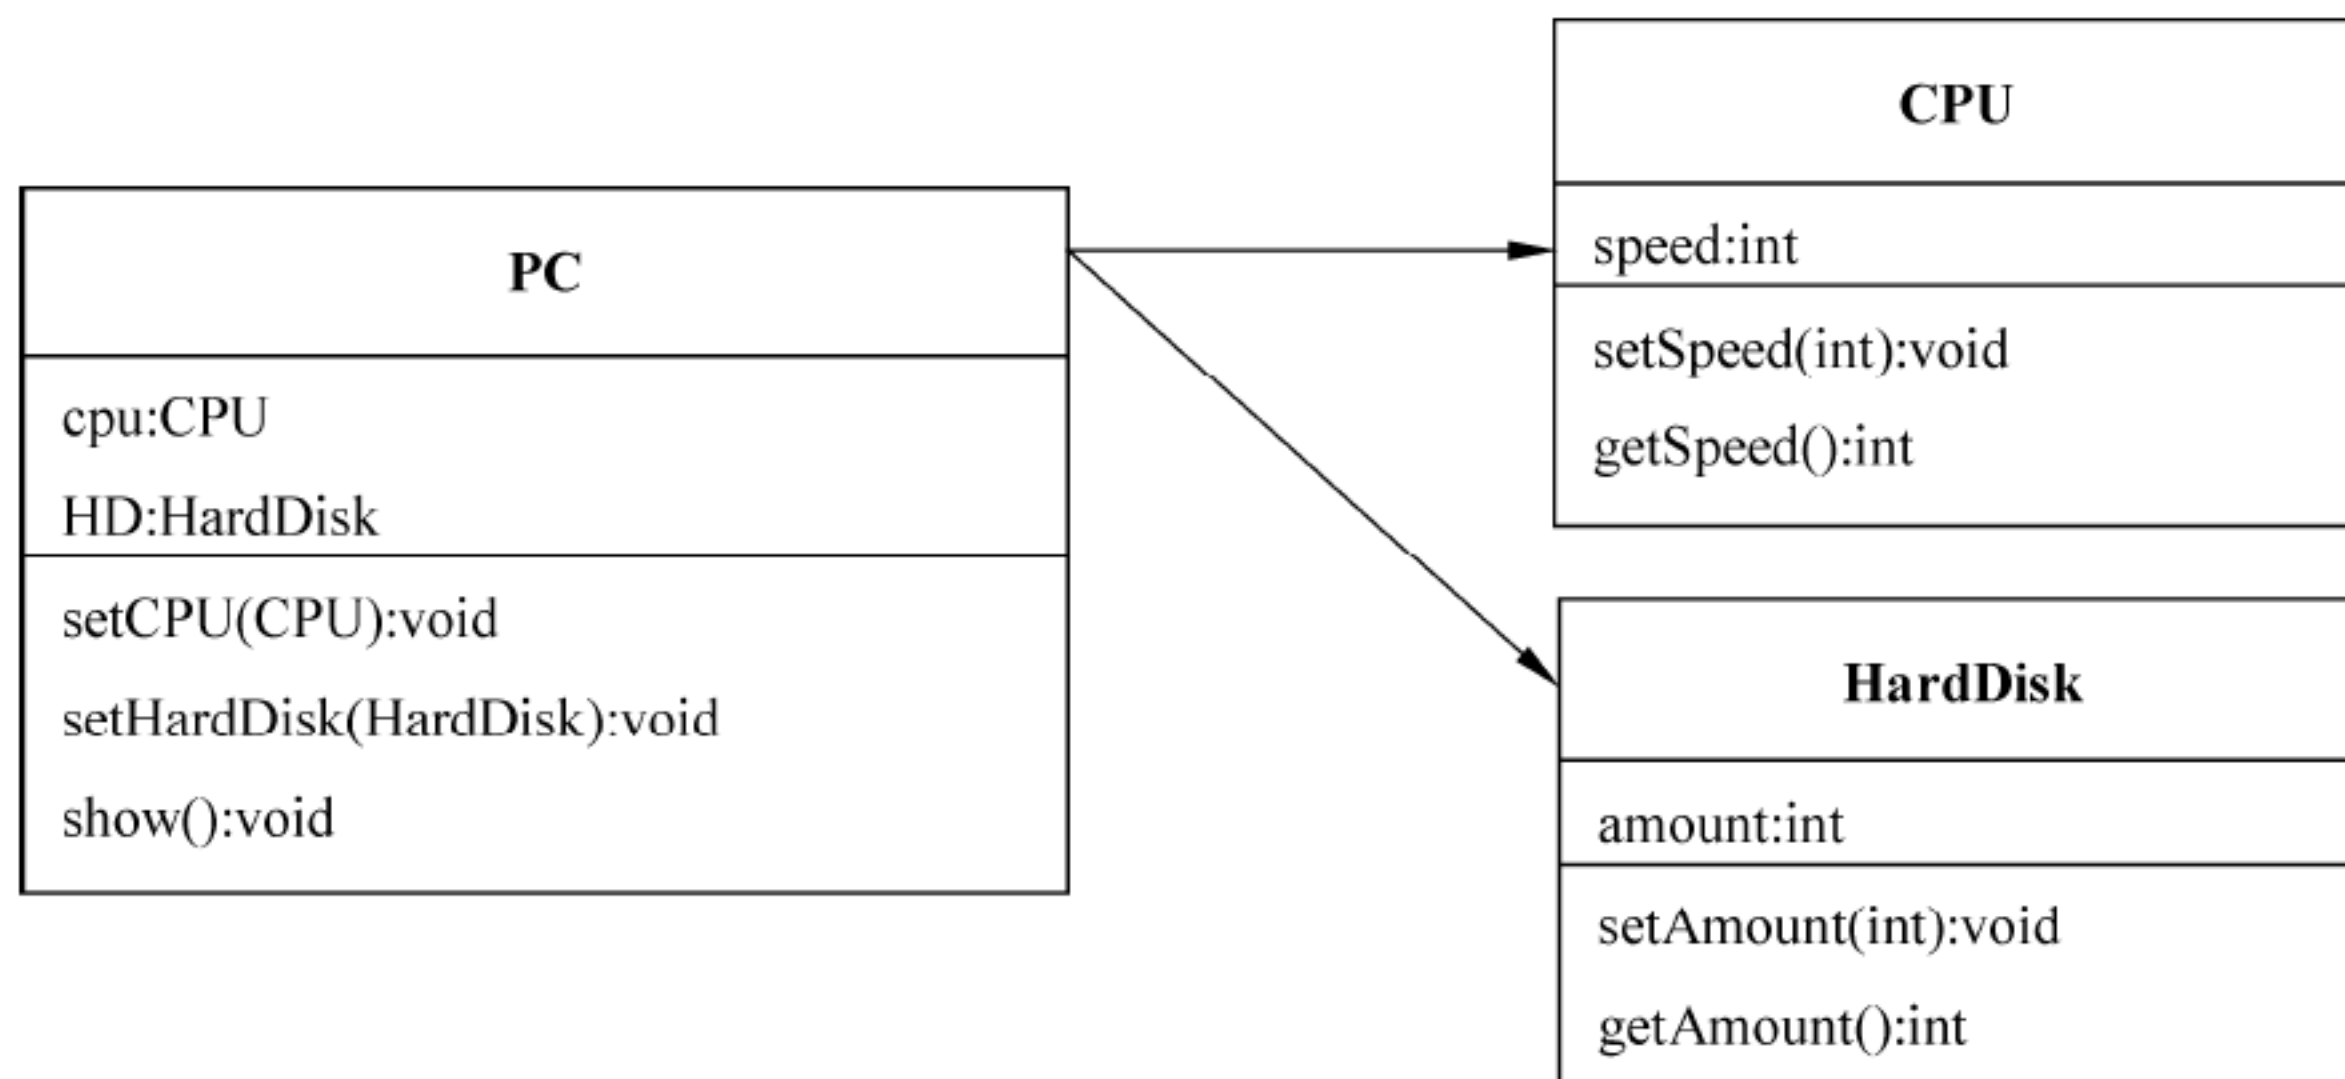 PC
cpu:CPU
HD:HardDisk
setCPU(CPU):void
setHardDisk(HardDisk):void
show():void
CPU
speed:int
setSpeed(int):void
getSpeed():int
HardDisk
amount:int
setAmount(int):void
getAmount():int